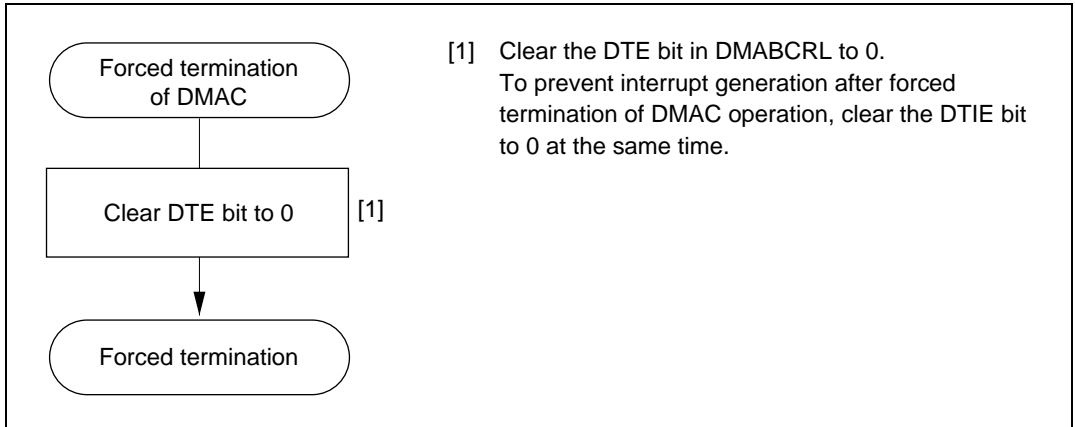 Forced termination
of DMAC
Clear DTE bit to 0
[1]
Forced termination
[1] Clear the DTE bit in DMABCRL to 0.
To prevent interrupt generation after forced
termination of DMAC operation, clear the DTIE bit
to 0 at the same time.